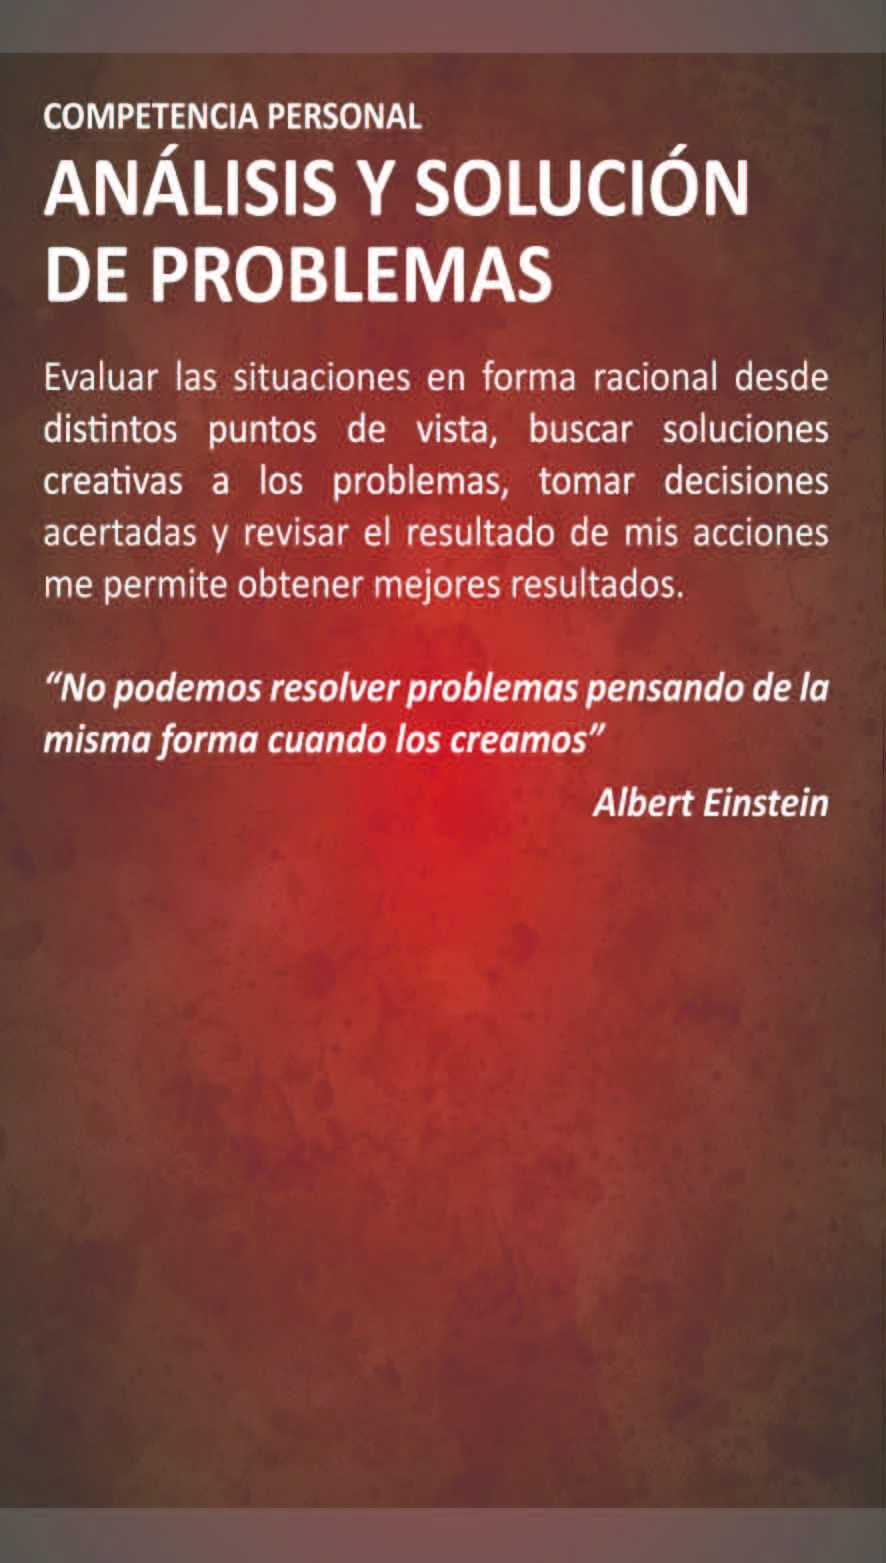 COMPETENCIA PERSONAL
ANÁLISIS Y SOLUCIÓN
DE PROBLEMAS
Evaluar las situaciones en forma racional desde
distintos puntos de vista, buscar soluciones
creativas a los problemas, tomar decisiones
acertadas y revisar el resultado de mis acciones
me permite obtener mejores resultados.
“No podemos resolver problemas pensando de la
misma forma cuando los creamos”
Albert Einstein